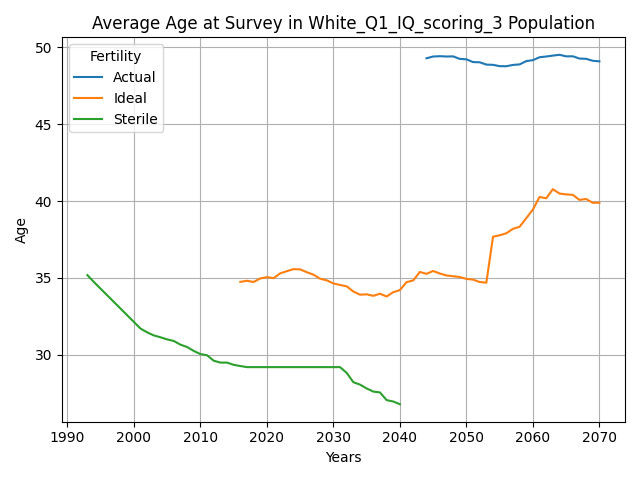 Average Age at Survey in White_Q1_IQ_scoring_3 Population
Fertility
Actual
Ideal
Sterile
50
45
40
35
30
Age
1990
2000
2010
2020
2030
2040
2050
2060
2070
Years